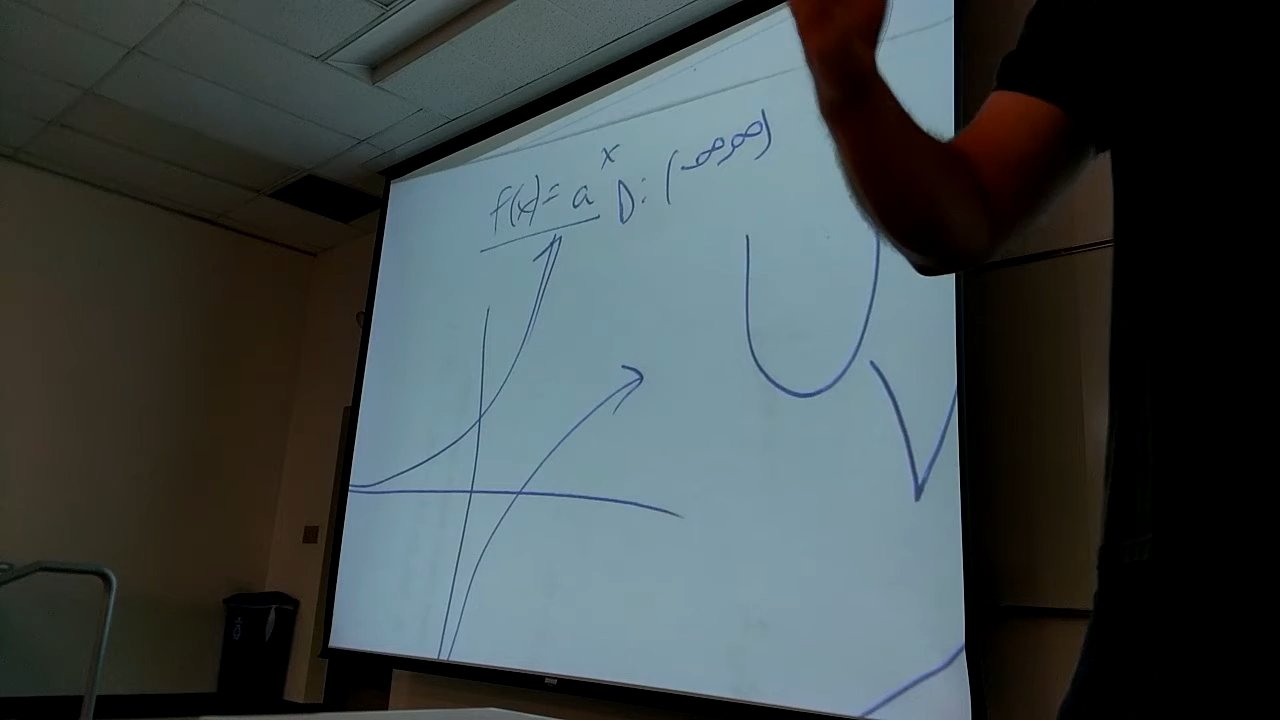 f(x) = a^x D: (-∞,∞)